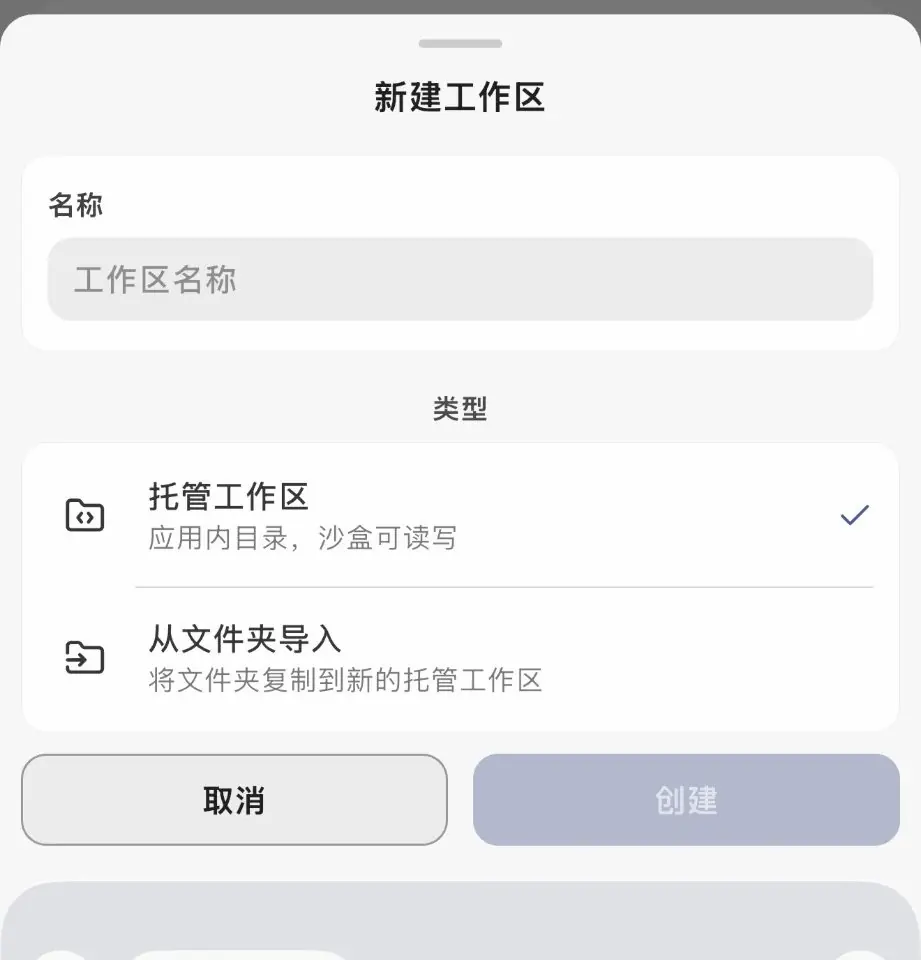 新建工作区
名称
工作区名称
类型
托管工作区
应用内目录，沙盒可读写
从文件夹导入
将文件夹复制到新的托管工作区
取消
创建